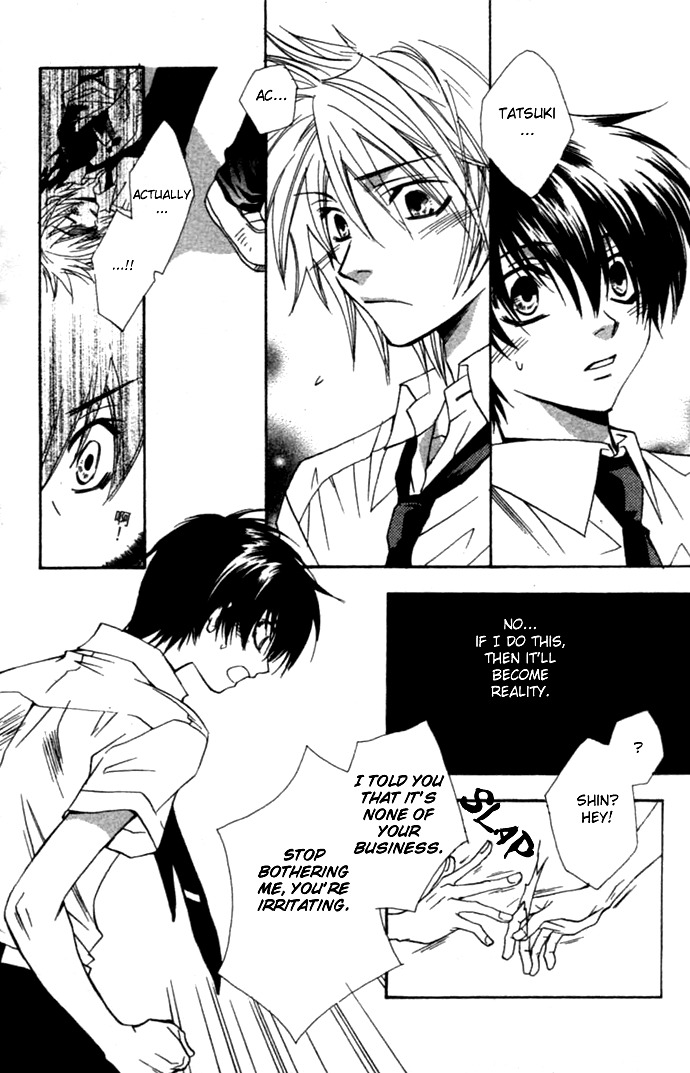 TATSUKI
...
AC...
ACTUALLY
...
...!!
NO...
IF I DO THIS,
THEN IT'LL
BECOME
REALITY.
?
SHIN?
HEY!
SLAP
I TOLD YOU
THAT IT'S
NONE OF
YOUR
BUSINESS.
STOP
BOTHERING
ME, YOU'RE
IRRITATING.